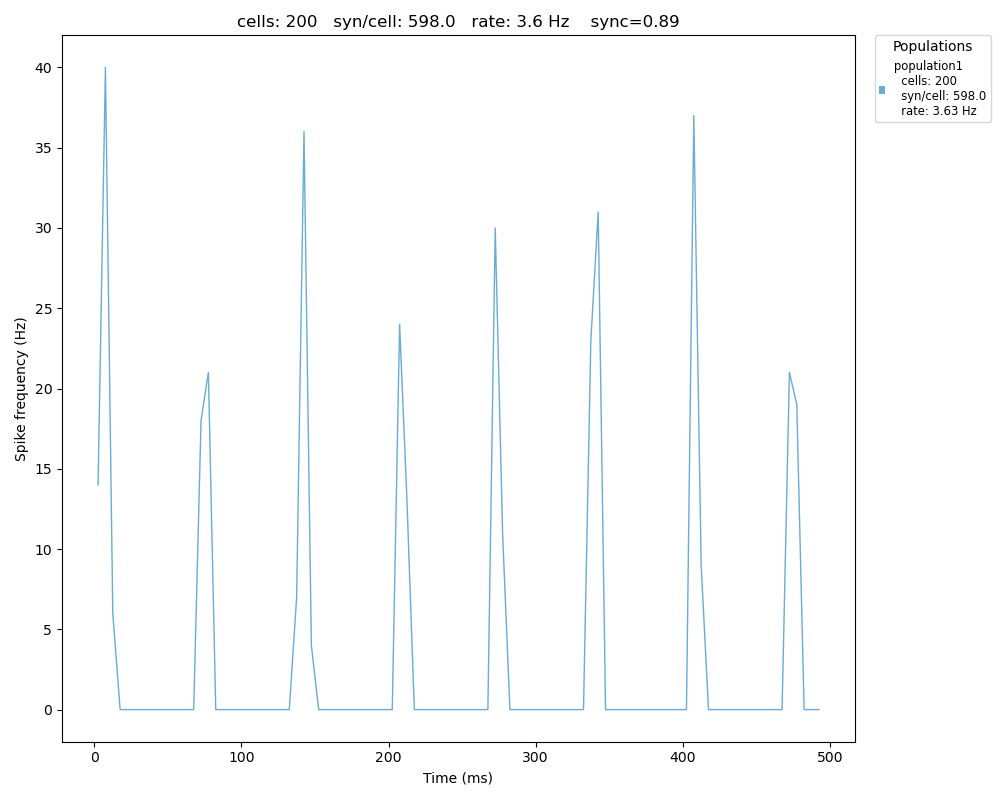 cells: 200   syn/cell: 598.0   rate: 3.6 Hz    sync=0.89
Populations
population1
cells: 200
syn/cell: 598.0
rate: 3.63 Hz
Spike frequency (Hz)
40
35
30
25
20
15
10
5
0
0 100 200 300 400 500
Time (ms)